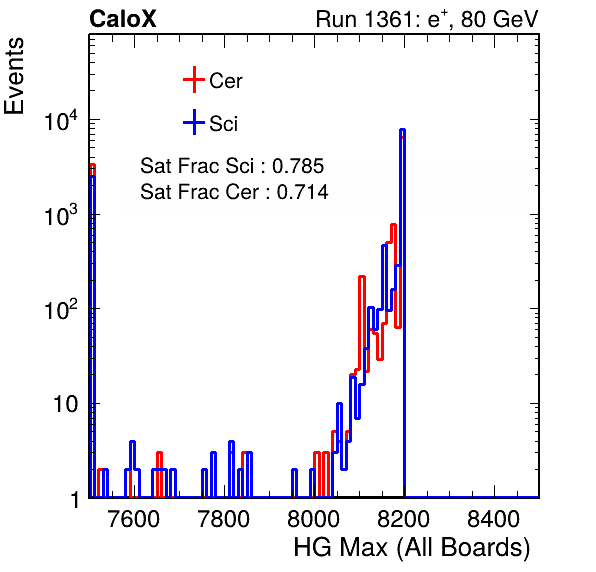 CaloX Run 1361: e⁺, 80 GeV
Events
Cer
Sci
Sat Frac Sci : 0.785
Sat Frac Cer : 0.714
10⁴
10³
10²
10
1
7600 7800 8000 8200 8400
HG Max (All Boards)